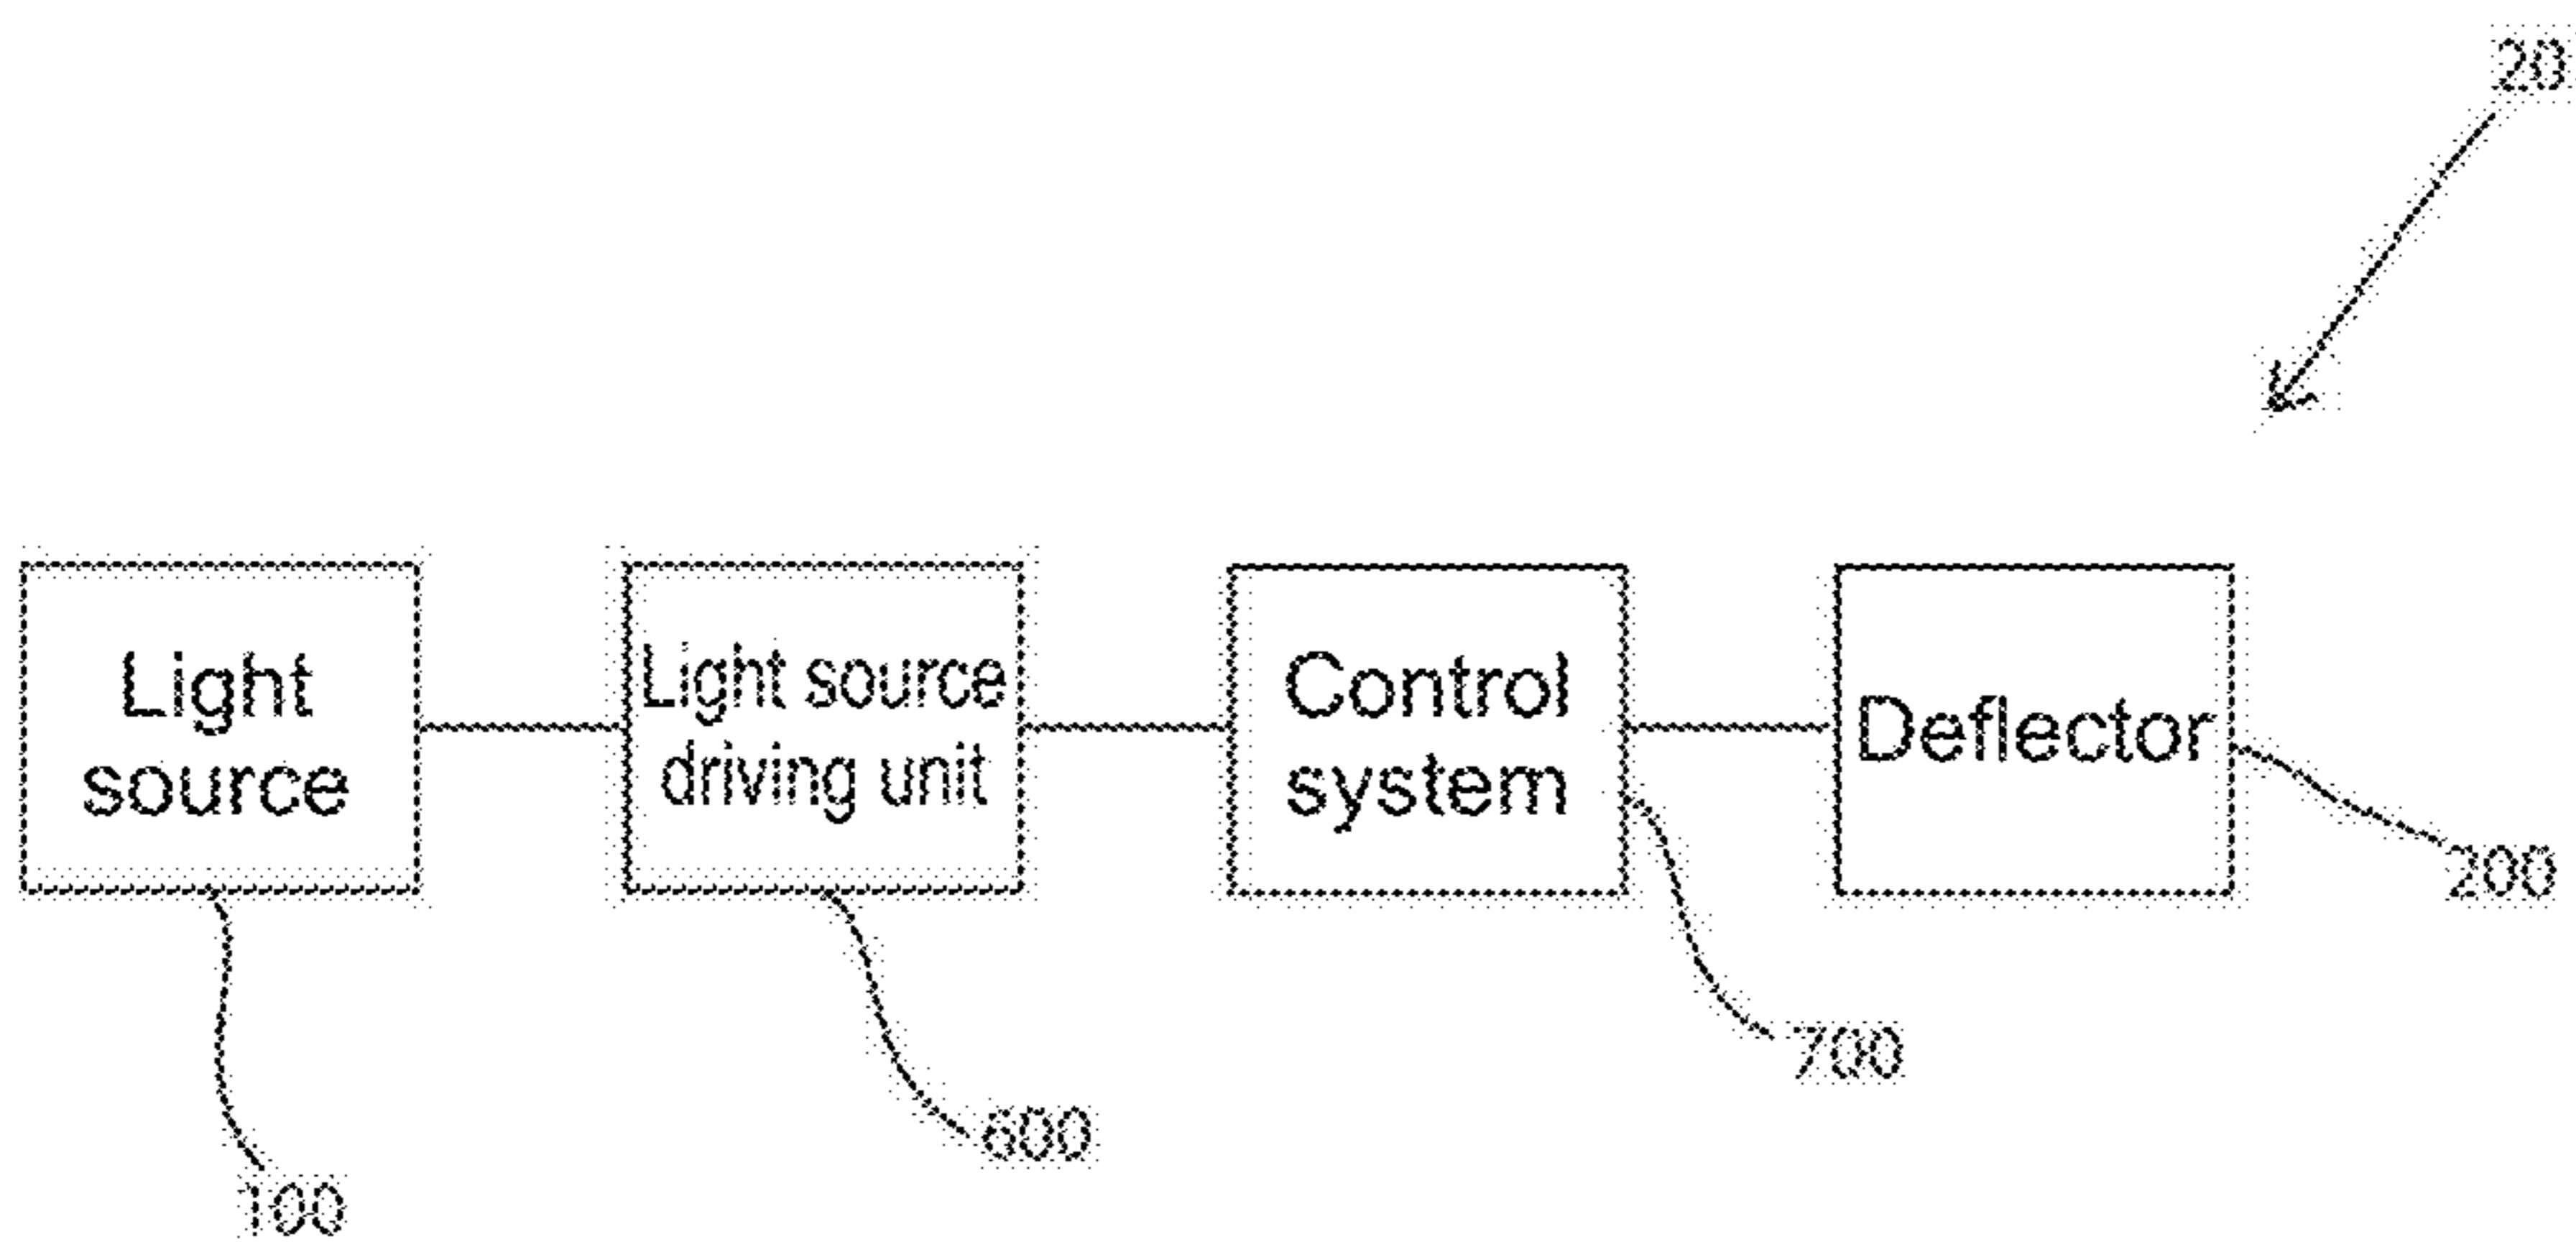 20
Light
source
Light source
driving unit
Control
system
Deflector
200
700
600
100